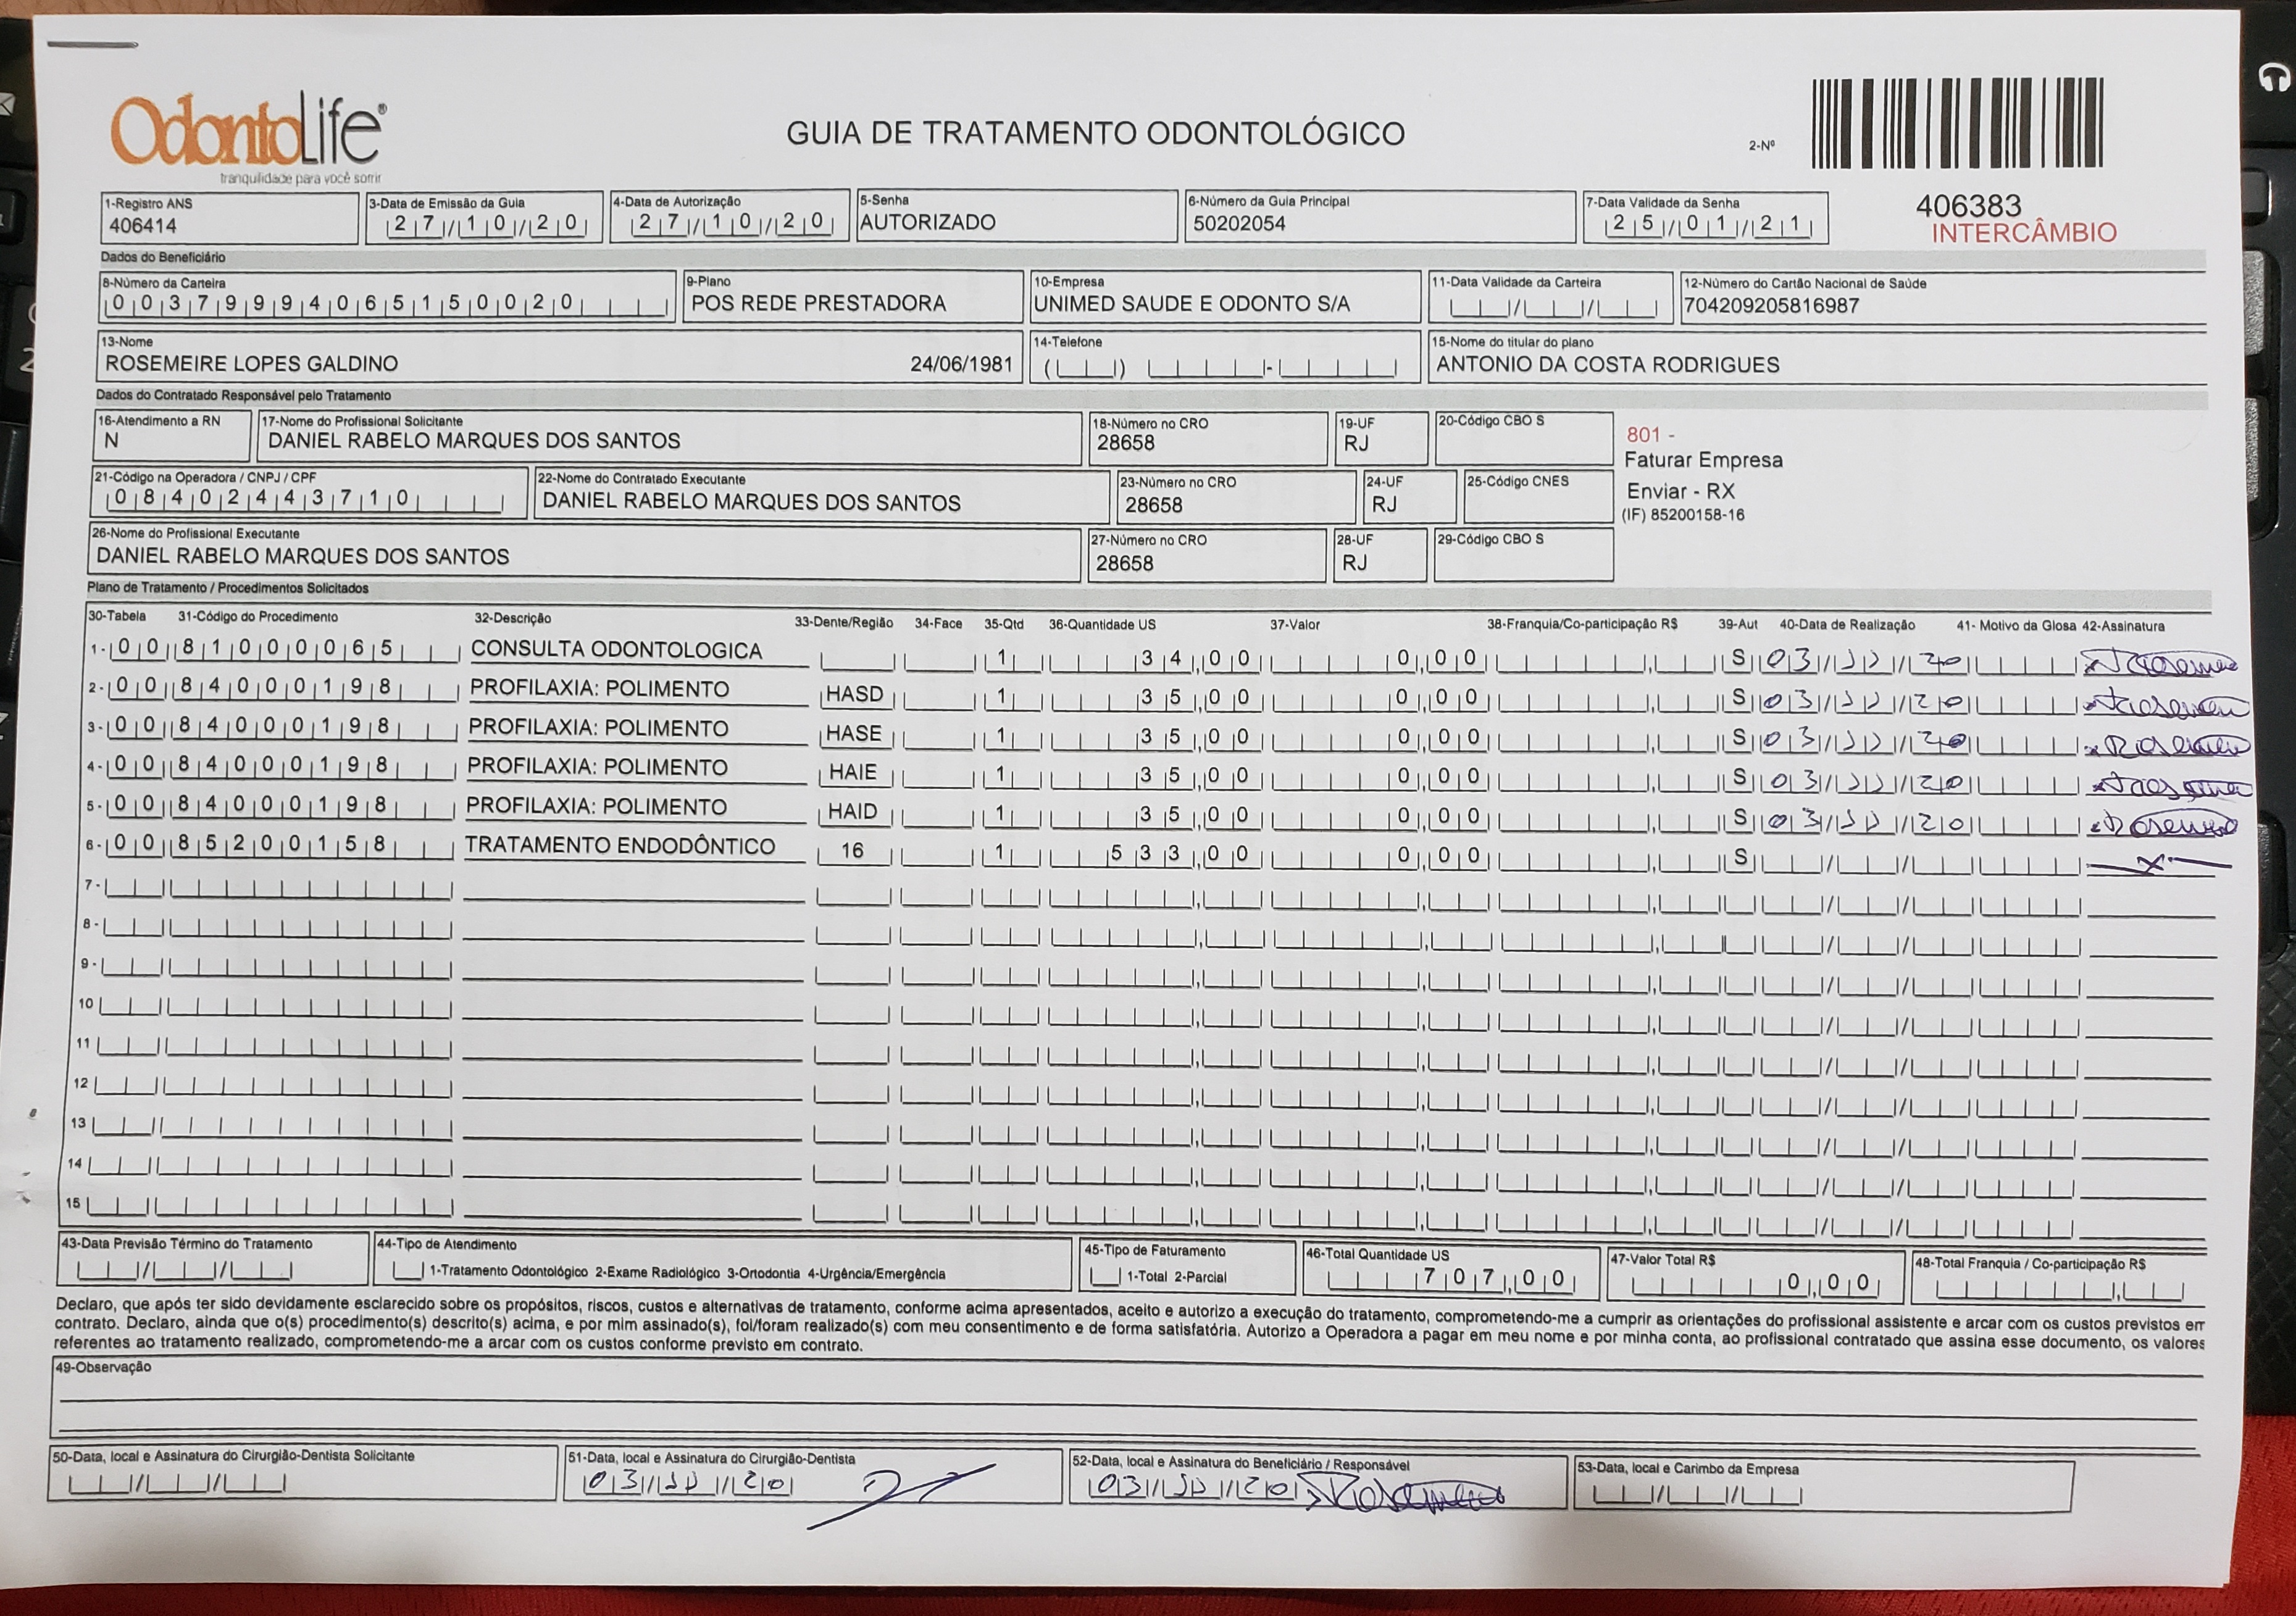 OdontoLife®
tranquilidade para você sorrir
GUIA DE TRATAMENTO ODONTOLÓGICO
2-Nº
406383
INTERCÂMBIO
1-Registro ANS
406414
3-Data de Emissão da Guia
27/10/20
4-Data de Autorização
27/10/20
5-Senha
AUTORIZADO
6-Número da Guia Principal
50202054
7-Data Validade da Senha
25/01/21
Dados do Beneficiário
8-Número da Carteira
00379994065150020
9-Plano
POS REDE PRESTADORA
10-Empresa
UNIMED SAUDE E ODONTO S/A
11-Data Validade da Carteira
12-Número do Cartão Nacional de Saúde
704209205816987
13-Nome
ROSEMEIRE LOPES GALDINO 24/06/1981
14-Telefone
15-Nome do titular do plano
ANTONIO DA COSTA RODRIGUES
Dados do Contratado Responsável pelo Tratamento
16-Atendimento a RN
N
17-Nome do Profissional Solicitante
DANIEL RABELO MARQUES DOS SANTOS
18-Número no CRO
28658
19-UF
RJ
20-Código CBO S
801 -
Faturar Empresa
Enviar - RX
(IF) 85200158-16
21-Código na Operadora / CNPJ / CPF
08402443710
22-Nome do Contratado Executante
DANIEL RABELO MARQUES DOS SANTOS
23-Número no CRO
28658
24-UF
RJ
25-Código CNES
26-Nome do Profissional Executante
DANIEL RABELO MARQUES DOS SANTOS
27-Número no CRO
28658
28-UF
RJ
29-Código CBO S
Plano de Tratamento / Procedimentos Solicitados
30-Tabela 31-Código do Procedimento 32-Descrição 33-Dente/Região 34-Face 35-Qtd 36-Quantidade US 37-Valor 38-Franquia/Co-participação R$ 39-Aut 40-Data de Realização 41- Motivo da Glosa 42-Assinatura
1- 00 81000065 CONSULTA ODONTOLOGICA 1 34,00 0,00 S 03/11/20
2- 00 84000198 PROFILAXIA: POLIMENTO HASD 1 35,00 0,00 S 03/11/20
3- 00 84000198 PROFILAXIA: POLIMENTO HASE 1 35,00 0,00 S 03/11/20
4- 00 84000198 PROFILAXIA: POLIMENTO HAIE 1 35,00 0,00 S 03/11/20
5- 00 84000198 PROFILAXIA: POLIMENTO HAID 1 35,00 0,00 S 03/11/20
6- 00 85200158 TRATAMENTO ENDODÔNTICO 16 1 533,00 0,00 S X
7-
8-
9-
10
11
12
13
14
15
43-Data Previsão Término do Tratamento
44-Tipo de Atendimento
1-Tratamento Odontológico 2-Exame Radiológico 3-Ortodontia 4-Urgência/Emergência
45-Tipo de Faturamento
1-Total 2-Parcial
46-Total Quantidade US
707,00
47-Valor Total R$
0,00
48-Total Franquia / Co-participação R$
Declaro, que após ter sido devidamente esclarecido sobre os propósitos, riscos, custos e alternativas de tratamento, conforme acima apresentados, aceito e autorizo a execução do tratamento, comprometendo-me a cumprir as orientações do profissional assistente e arcar com os custos previstos em
contrato. Declaro, ainda que o(s) procedimento(s) descrito(s) acima, e por mim assinado(s), foi/foram realizado(s) com meu consentimento e de forma satisfatória. Autorizo a Operadora a pagar em meu nome e por minha conta, ao profissional contratado que assina esse documento, os valores
referentes ao tratamento realizado, comprometendo-me a arcar com os custos conforme previsto em contrato.
49-Observação
50-Data, local e Assinatura do Cirurgião-Dentista Solicitante
51-Data, local e Assinatura do Cirurgião-Dentista
03/11/20
52-Data, local e Assinatura do Beneficiário / Responsável
03/11/20
53-Data, local e Carimbo da Empresa